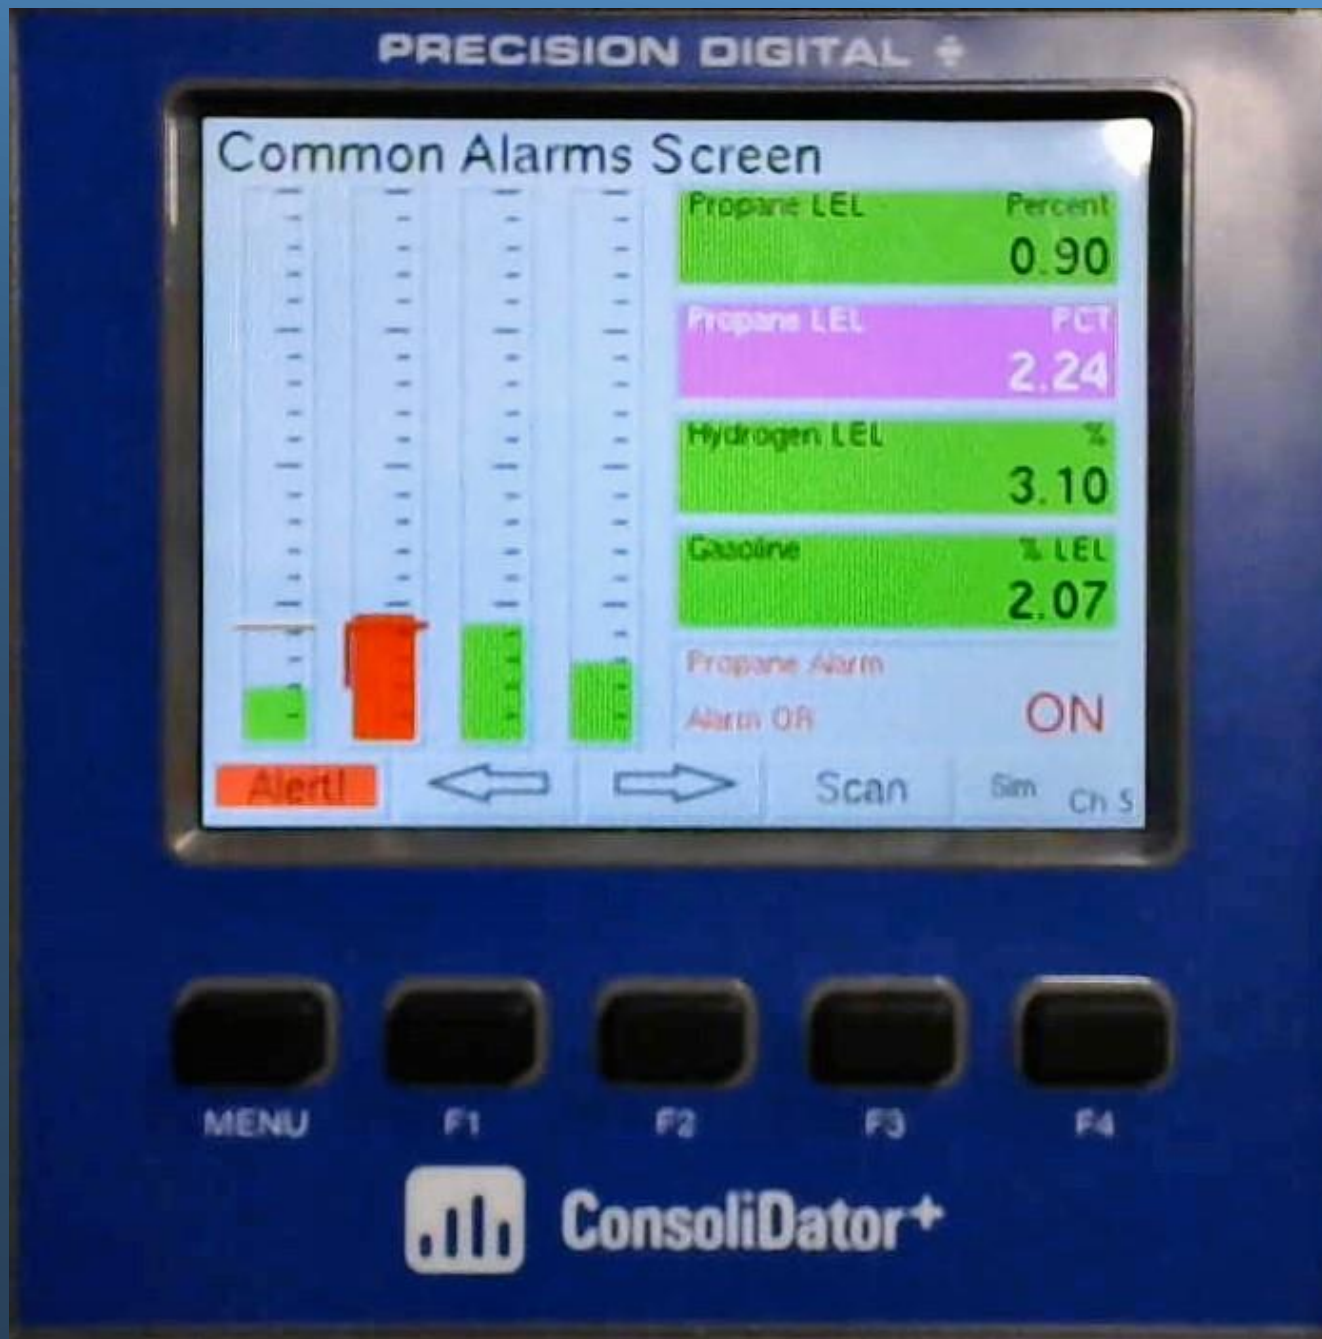 PRECISION DIGITAL
Common Alarms Screen
Propane LEL Percent
0.90
Propane LEL PCT
2.24
Hydrogen LEL %
3.10
Gasoline % LEL
2.07
Propane Alarm
Alarm OR ON
Alert! Scan Sim Ch 5
MENU F1 F2 F3 F4
ConsoliDator+